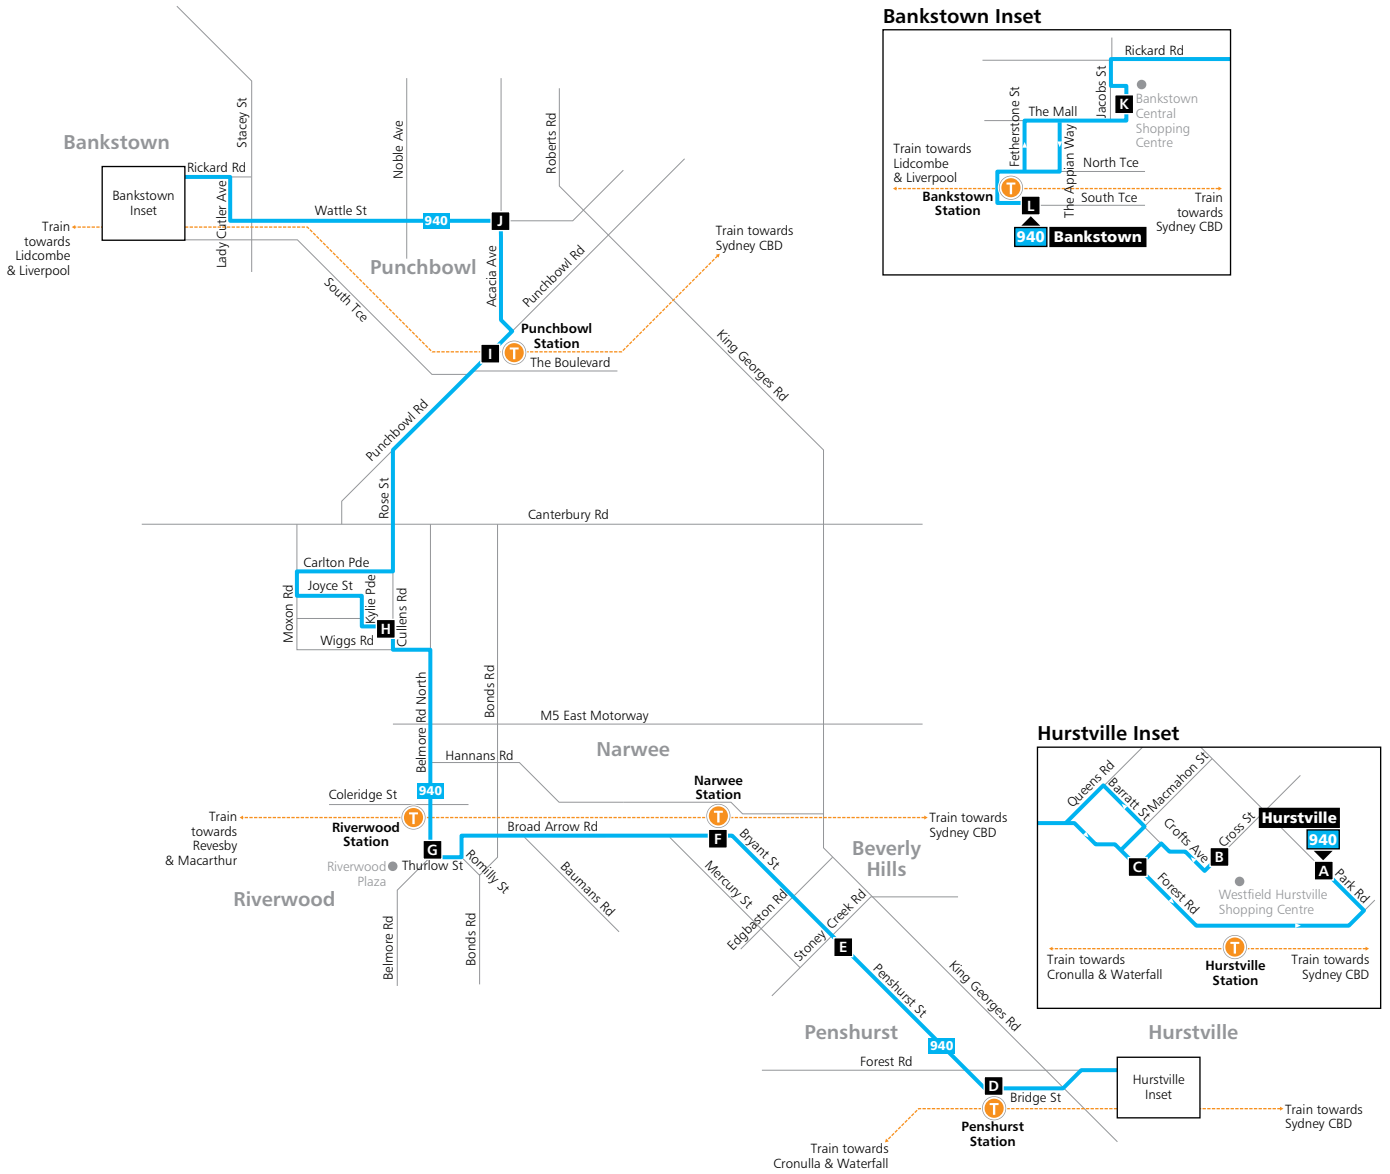 Bankstown Inset
Rickard Rd
Jacobs St
K
Bankstown
Central
Shopping
Centre
The Mall
Fetherstone St
The Appian Way
North Tce
Train towards
Lidcombe
& Liverpool
T
Bankstown
Station
South Tce
L
Train
towards
Sydney CBD
940 Bankstown
Bankstown
Stacey St
Rickard Rd
Bankstown
Inset
Lady Cutler Ave
Train
towards
Lidcombe
& Liverpool
Wattle St
940
J
Noble Ave
Roberts Rd
Punchbowl
Acacia Ave
Punchbowl Rd
Train towards
Sydney CBD
South Tce
Punchbowl
Station
I
T
The Boulevard
King Georges Rd
Punchbowl Rd
Rose St
Canterbury Rd
Carlton Pde
Joyce St
Kylie Pde
Moxon Rd
Cullens Rd
H
Wiggs Rd
Belmore Rd North
Bonds Rd
M5 East Motorway
Hannans Rd
Narwee
940
Coleridge St
Narwee
Station
T
Train
towards
Revesby
& Macarthur
Riverwood
Station
T
Broad Arrow Rd
F
Train towards
Sydney CBD
G
Thurlow St
Riverwood
Plaza
Romilly St
Riverwood
Belmore Rd
Bonds Rd
Baumans Rd
Mercury St
Bryant St
Beverly
Hills
Edgbaston Rd
Stoney Creek Rd
E
Penshurst St
King Georges Rd
Penshurst
940
Forest Rd
D
Bridge St
T
Penshurst
Station
Train towards
Cronulla & Waterfall
Hurstville
Hurstville
Inset
Train towards
Sydney CBD
Hurstville Inset
Queens Rd
Barratt St
Macmahon St
Crofts Ave
Cross St
Hurstville
940
B
A
C
Park Rd
Forest Rd
Westfield Hurstville
Shopping Centre
T
Train towards
Cronulla & Waterfall
Hurstville
Station
Train towards
Sydney CBD